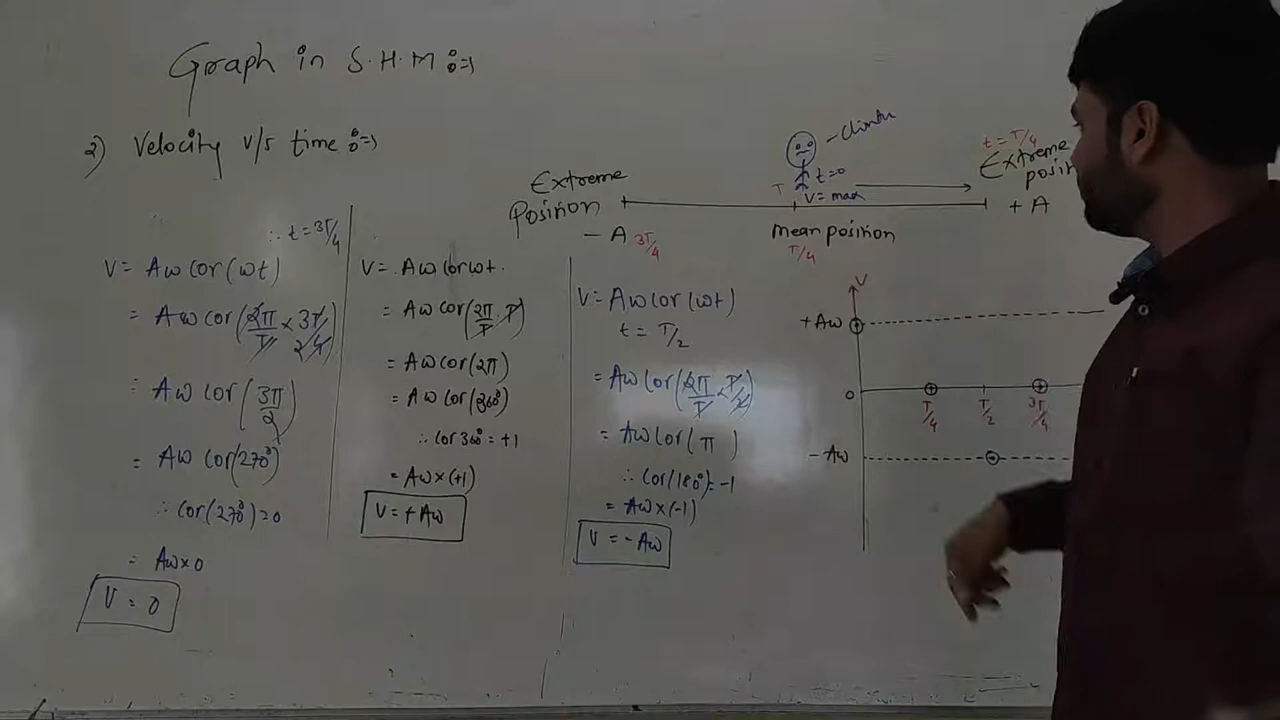 Graph in S.H.M :⇒
2) Velocity v/s time :⇒
∴ t = 3T/4
V = Aω cos(ωt)
= Aω cos(2π/T × 3T/4)
= Aω cos(3π/2)
= Aω cos(270°)
∴ cos(270°) = 0
= Aω × 0
V = 0
V = Aω cos ωt.
= Aω cos(2π/T · T)
= Aω cos(2π)
= Aω cos(360°)
∴ cos 360° = +1
= Aω × (+1)
V = + Aω
V = Aω cos(ωt)
t = T/2
= Aω cos(2π/T × T/2)
= Aω cos(π)
∴ cos(180°) = -1
= Aω × (-1)
V = - Aω
Extreme
Position
- A
3T/4
T
t=0
V = max
mean position
T/4
t = T/4
Extreme
+ A
V
+Aω
0
T/4
T/2
3T/4
- Aω